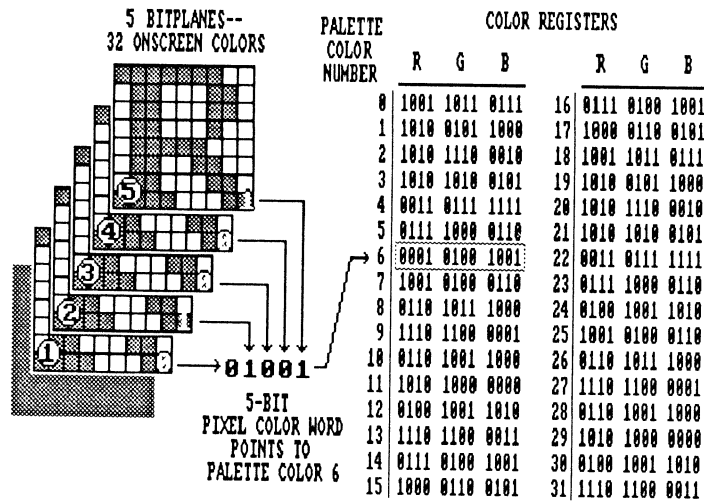 5 BITPLANES--
32 ONSCREEN COLORS
5
1
4
0
3
0
2
1
1
0
01001
5-BIT
PIXEL COLOR WORD
POINTS TO
PALETTE COLOR 6
PALETTE
COLOR
NUMBER
COLOR REGISTERS
R G B R G B
0 1001 1011 0111 16 0111 0100 1001
1 1010 0101 1000 17 1000 0110 0101
2 1010 1110 0010 18 1001 1011 0111
3 1010 1010 0101 19 1010 0101 1000
4 0011 0111 1111 20 1010 1110 0010
5 0111 1000 0110 21 1010 1010 0101
6 0001 0100 1001 22 0011 0111 1111
7 1001 0100 0110 23 0111 1000 0110
8 0110 1011 1000 24 0100 1001 1010
9 1110 1100 0001 25 1001 0100 0110
10 0110 1001 1000 26 0110 1011 1000
11 1010 1000 0000 27 1110 1100 0001
12 0100 1001 1010 28 0110 1001 1000
13 1110 1100 0011 29 1010 1000 0000
14 0111 0100 1001 30 0100 1001 1010
15 1000 0110 0101 31 1110 1100 0011